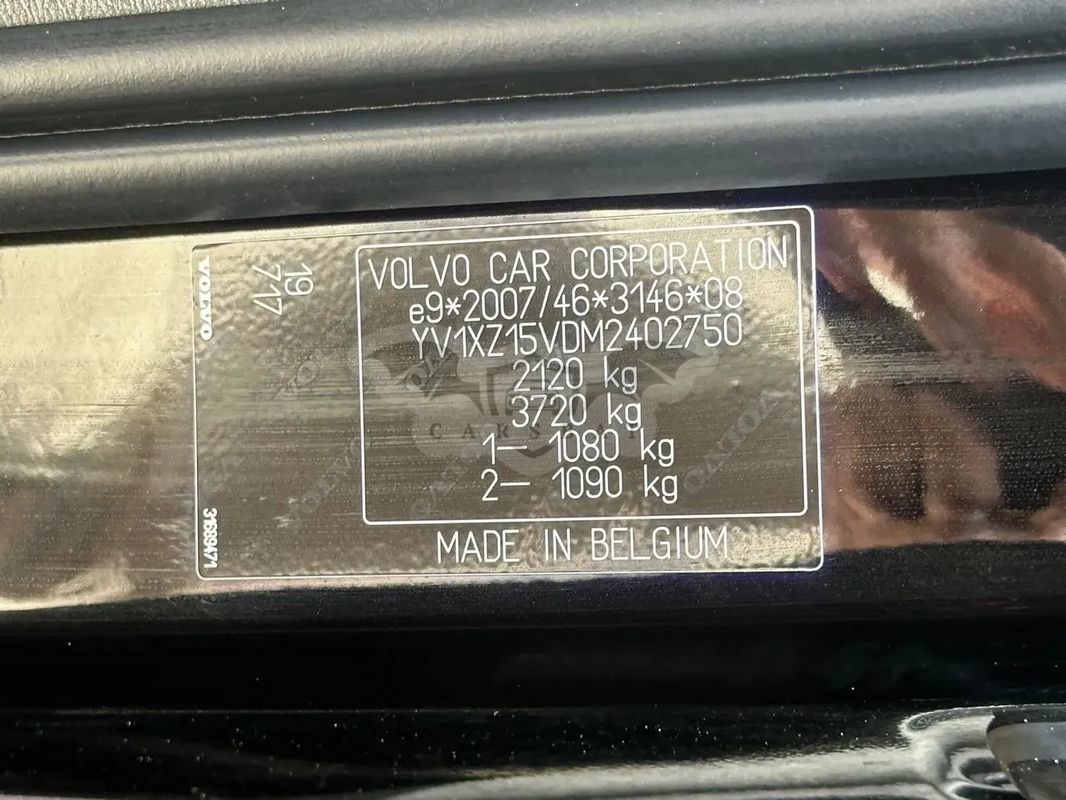 VOLVO
19
717
31689471
VOLVO CAR CORPORATION
e9*2007/46*3146*08
YV1XZ15VDM2402750
2120 kg
3720 kg
1– 1080 kg
2– 1090 kg
MADE IN BELGIUM